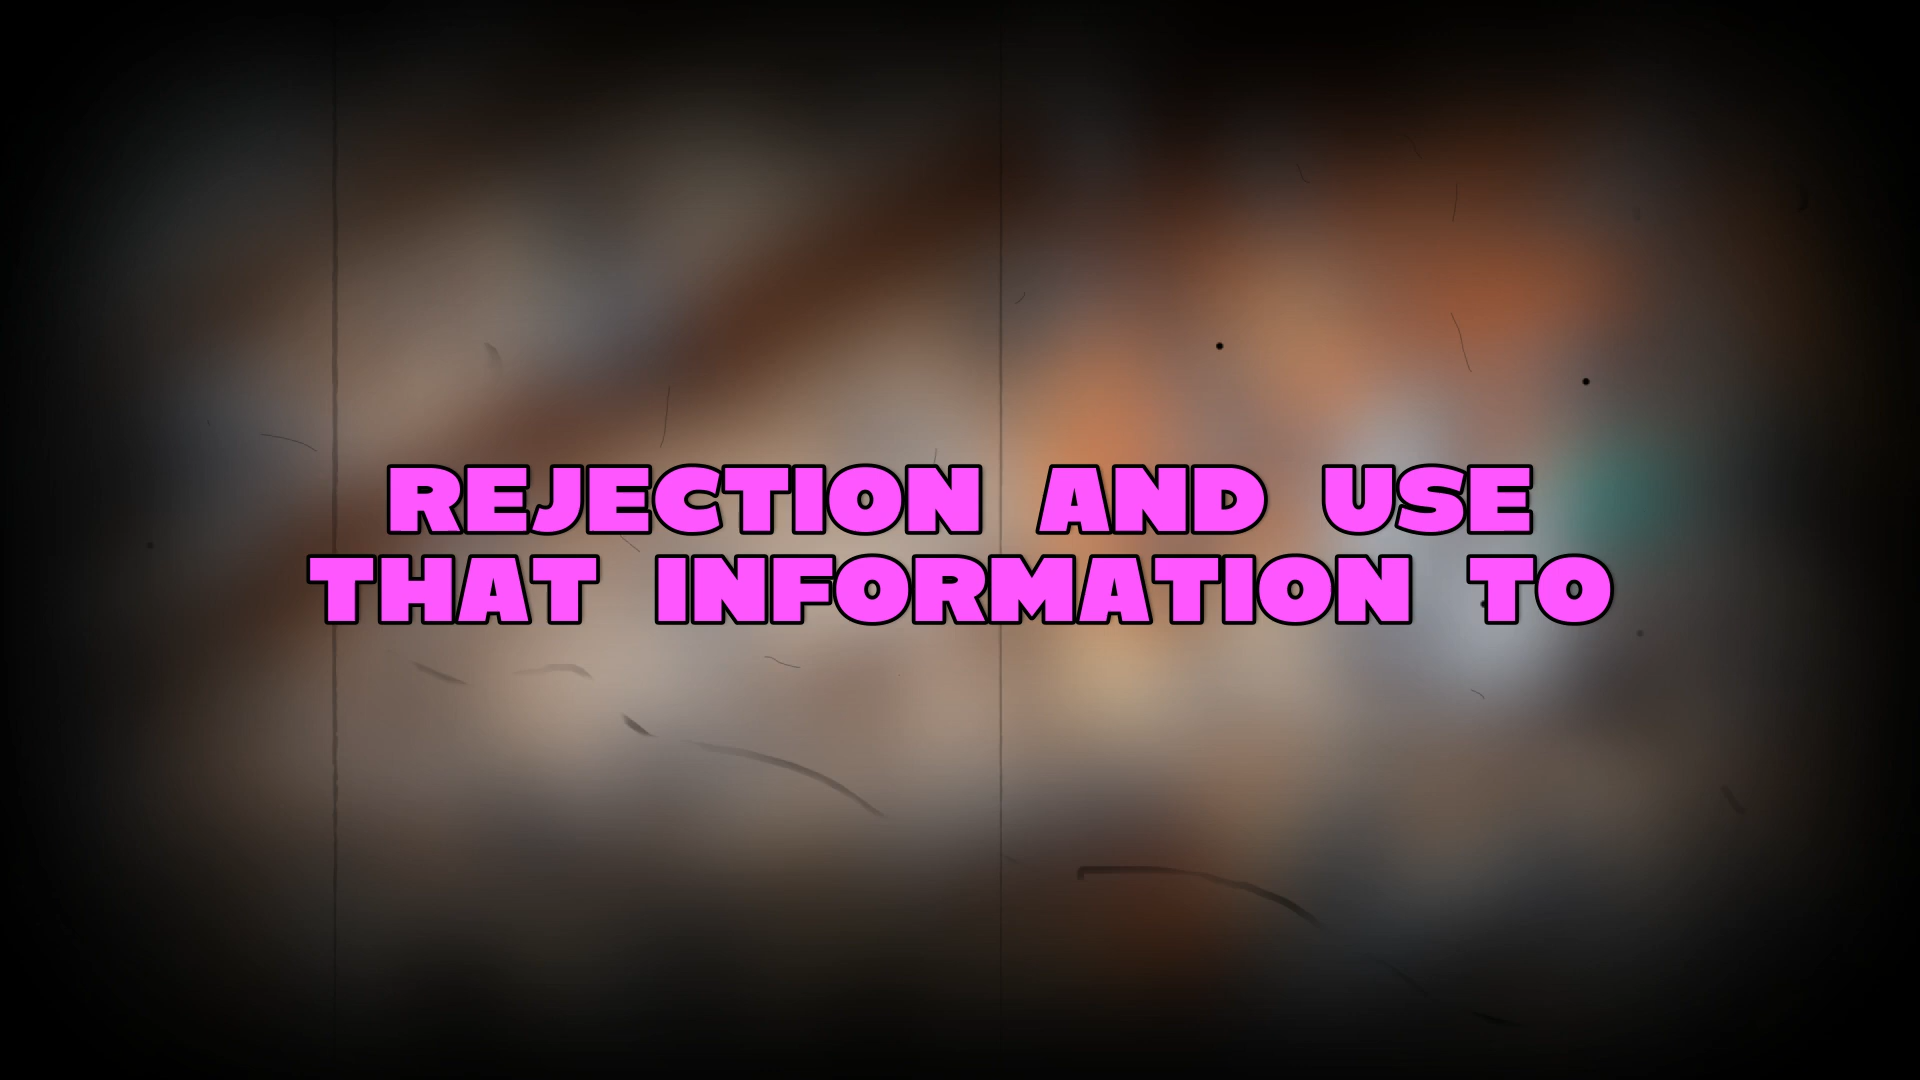 REJECTION AND USE
THAT INFORMATION TO